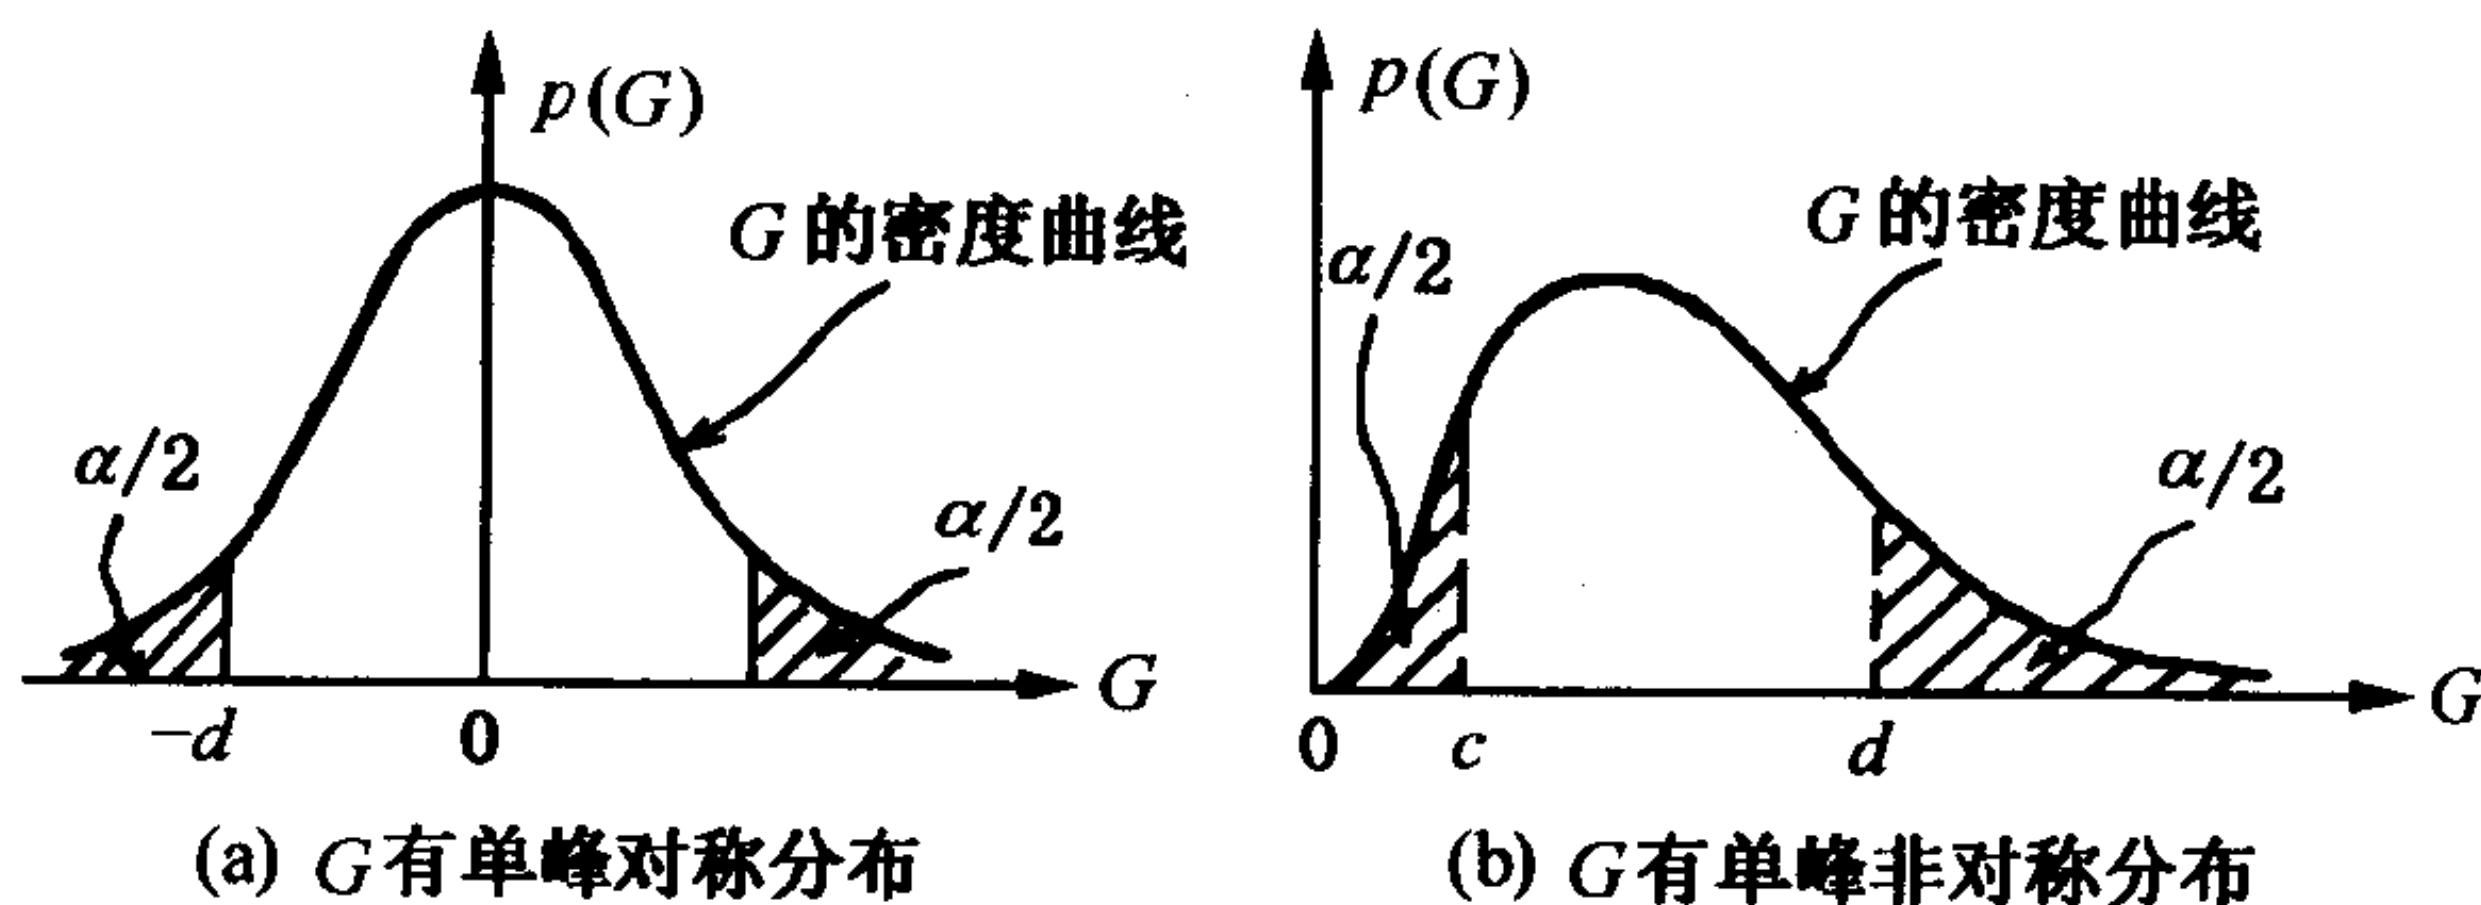 p(G)
G 的密度曲线
α/2
α/2
-d
0
G
(a) G有单峰对称分布
p(G)
G 的密度曲线
α/2
α/2
0
c
d
G
(b) G有单峰非对称分布